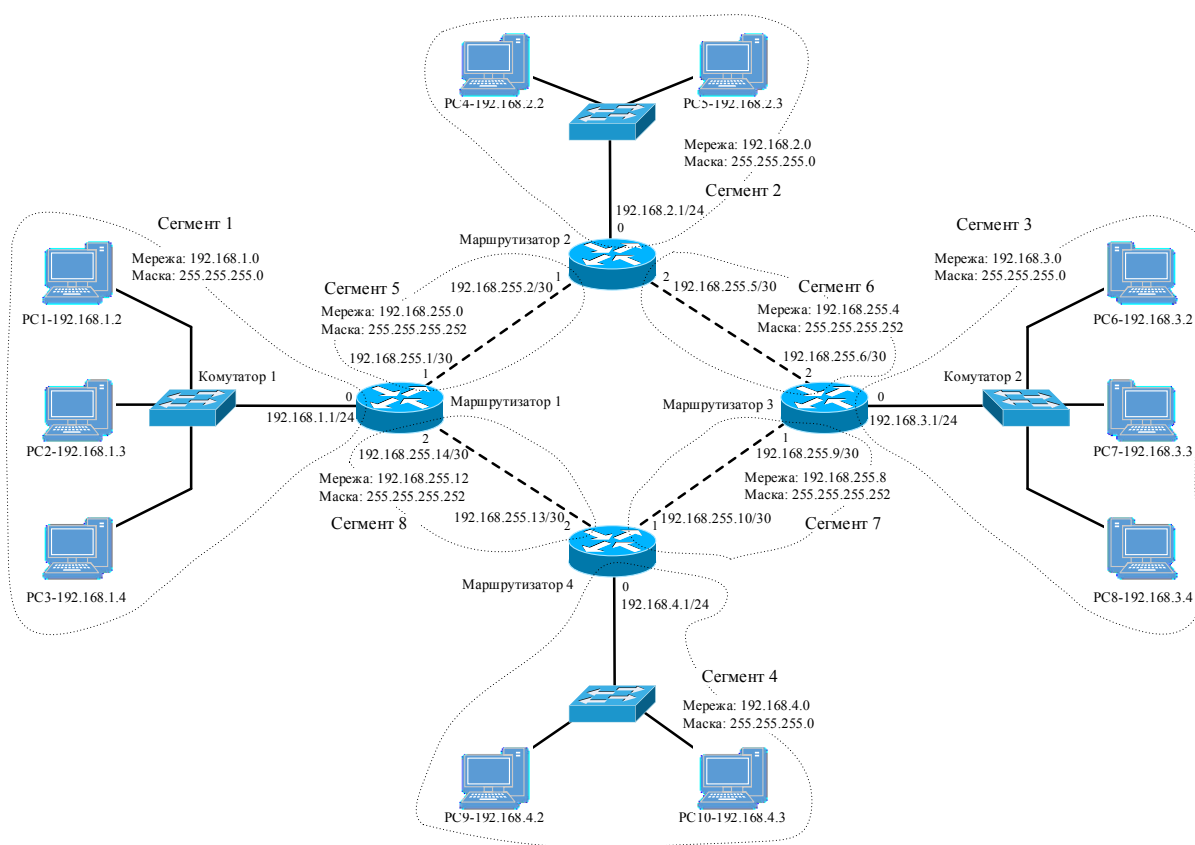 PC4-192.168.2.2
PC5-192.168.2.3
Мережа: 192.168.2.0
Маска: 255.255.255.0
Сегмент 2
192.168.2.1/24
0
Маршрутизатор 2
1
192.168.255.2/30
2
192.168.255.5/30
Сегмент 1
Мережа: 192.168.1.0
Маска: 255.255.255.0
PC1-192.168.1.2
Комутатор 1
PC2-192.168.1.3
PC3-192.168.1.4
0
192.168.1.1/24
Сегмент 5
Мережа: 192.168.255.0
Маска: 255.255.255.252
192.168.255.1/30
1
Маршрутизатор 1
2
192.168.255.14/30
Сегмент 6
Мережа: 192.168.255.4
Маска: 255.255.255.252
192.168.255.6/30
2
Маршрутизатор 3
0
192.168.3.1/24
1
192.168.255.9/30
Сегмент 3
Мережа: 192.168.3.0
Маска: 255.255.255.0
PC6-192.168.3.2
Комутатор 2
PC7-192.168.3.3
PC8-192.168.3.4
Мережа: 192.168.255.12
Маска: 255.255.255.252
Сегмент 8
192.168.255.13/30
2
Мережа: 192.168.255.8
Маска: 255.255.255.252
Сегмент 7
1
192.168.255.10/30
Маршрутизатор 4
0
192.168.4.1/24
Сегмент 4
Мережа: 192.168.4.0
Маска: 255.255.255.0
PC9-192.168.4.2
PC10-192.168.4.3